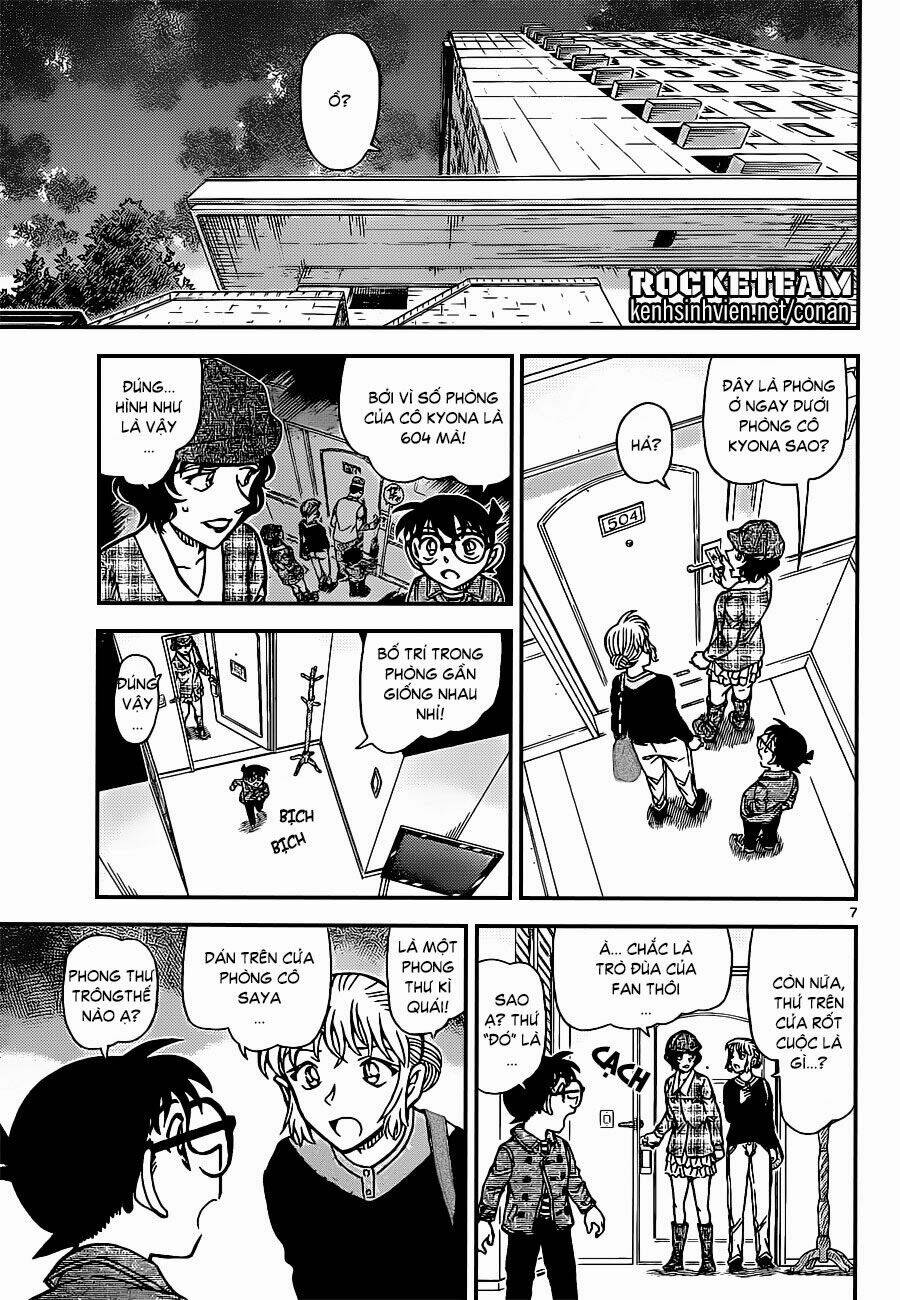 Ồ?
ROCKETEAM
kenhsinhvien.net/conan
ĐÂY LÀ PHÒNG
Ở NGAY DƯỚI
PHÒNG CÔ
KYONA SAO?
HẢ?
504
BỞI VÌ SỐ PHÒNG
CỦA CÔ KYONA LÀ
604 MÀ!
ĐÚNG...
HÌNH NHƯ
LÀ VẬY
...
BỐ TRÍ TRONG
PHÒNG GẦN
GIỐNG NHAU
NHỈ!
ĐÚNG
VẬY
...
BỊCH
BỊCH
7
CÒN NỮA,
THỨ TRÊN
CỬA RỐT
CUỘC LÀ
GÌ...?
À... CHẮC LÀ
TRÒ ĐÙA CỦA
FAN THÔI
...
SAO
Ạ? THỨ
"ĐÓ" LÀ
...
CẠCH
LÀ MỘT
PHONG
THƯ KÌ
QUÁI!
DÁN TRÊN CỬA
PHÒNG CÔ
SAYA
...
PHONG THƯ
TRÔNGTHẾ
NÀO Ạ?